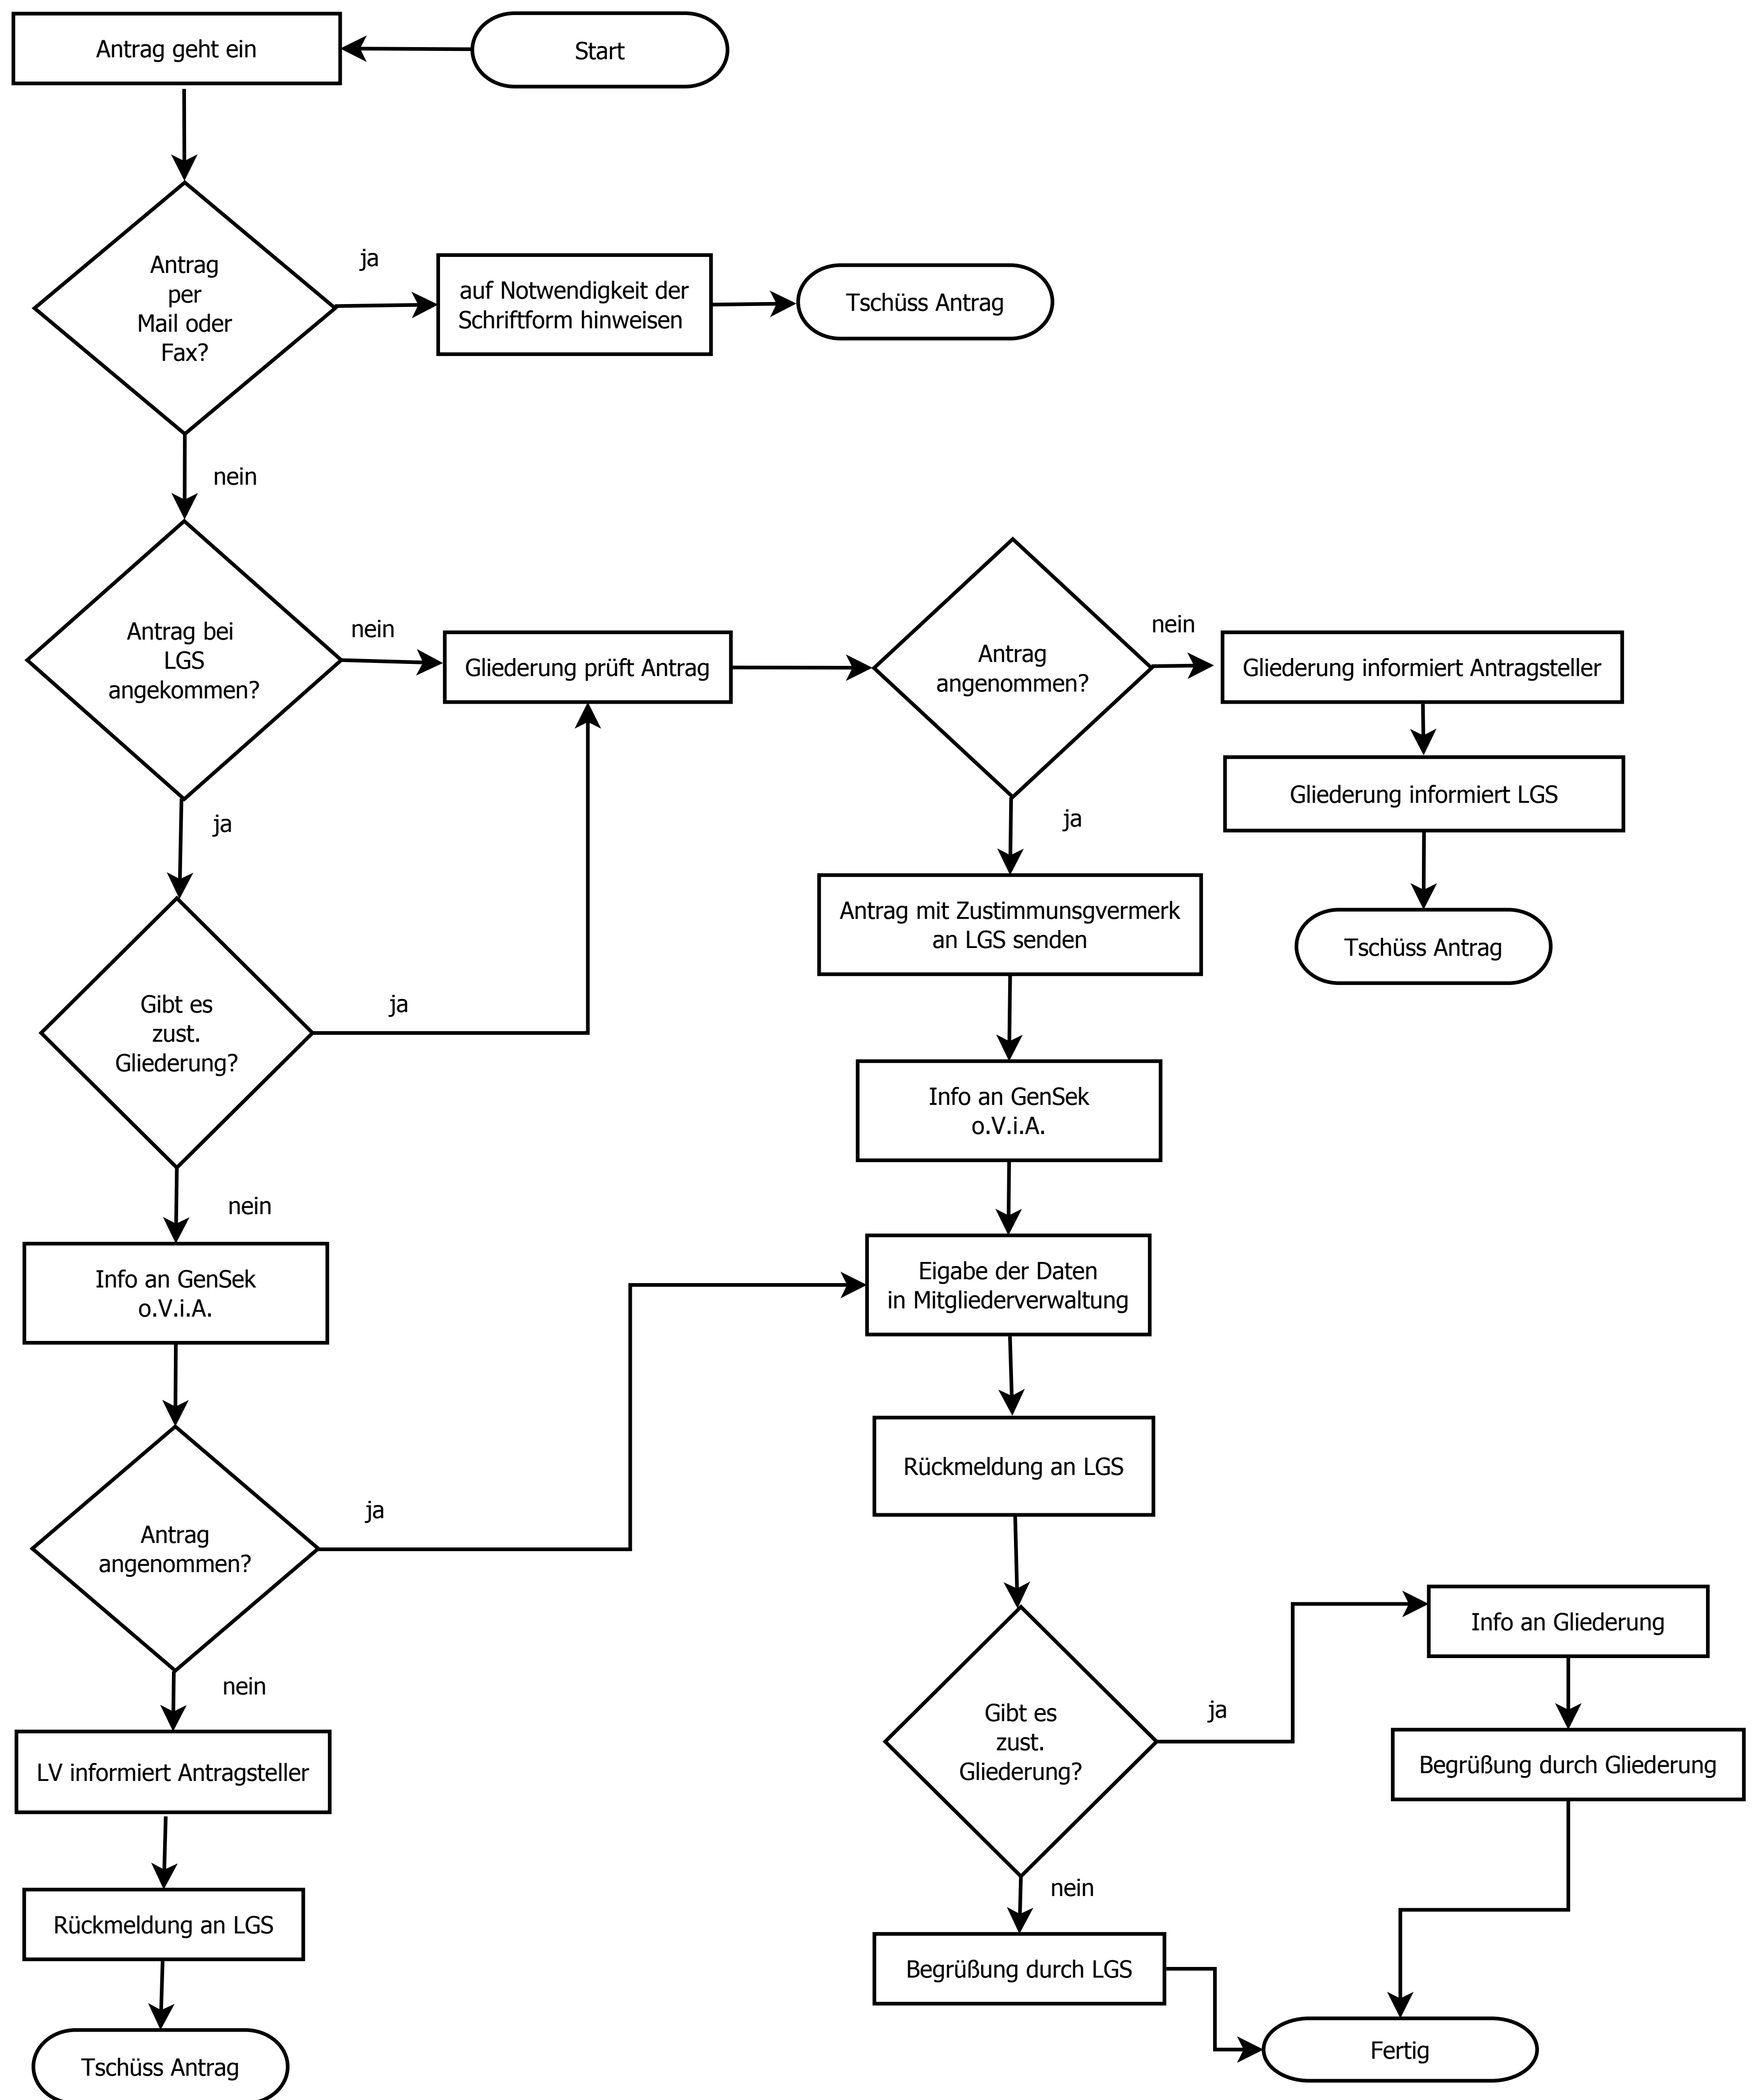 Antrag geht ein
Start
Antrag
per
Mail oder
Fax?
ja
auf Notwendigkeit der
Schriftform hinweisen
Tschüss Antrag
nein
Antrag bei
LGS
angekommen?
nein
Gliederung prüft Antrag
Antrag
angenommen?
nein
Gliederung informiert Antragsteller
Gliederung informiert LGS
Tschüss Antrag
ja
ja
Antrag mit Zustimmunsgvermerk
an LGS senden
Gibt es
zust.
Gliederung?
ja
Info an GenSek
o.V.i.A.
nein
Info an GenSek
o.V.i.A.
Eigabe der Daten
in Mitgliederverwaltung
Rückmeldung an LGS
Antrag
angenommen?
ja
nein
LV informiert Antragsteller
Rückmeldung an LGS
Tschüss Antrag
Gibt es
zust.
Gliederung?
ja
Info an Gliederung
Begrüßung durch Gliederung
nein
Begrüßung durch LGS
Fertig